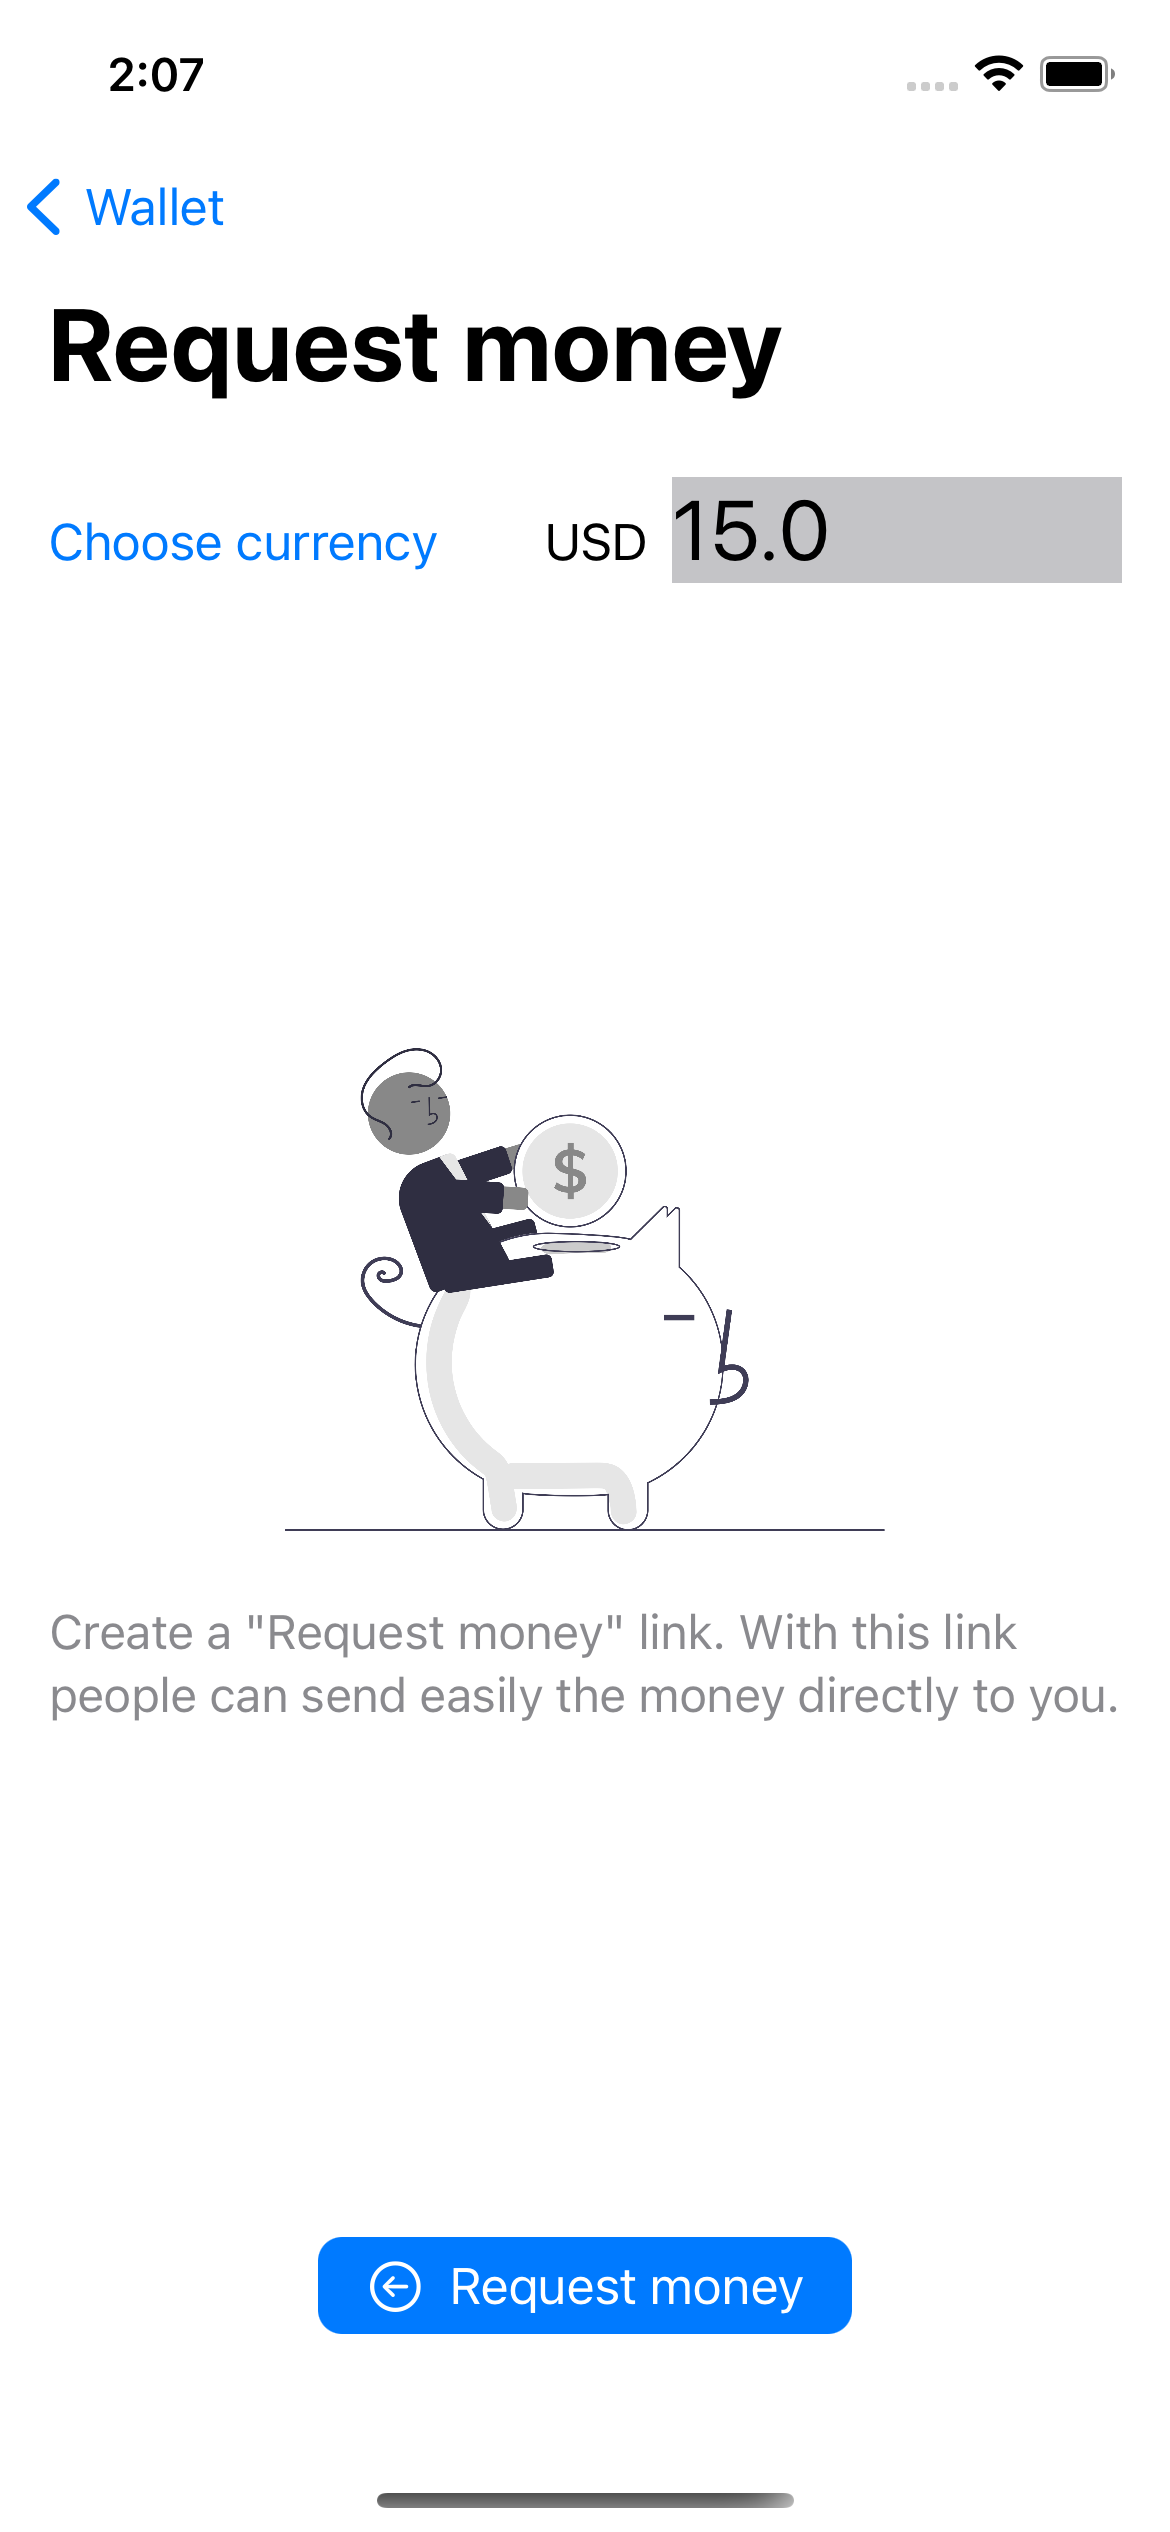 2:07
Wallet
Request money
Choose currency USD 15.0
$
Create a "Request money" link. With this link
people can send easily the money directly to you.
Request money